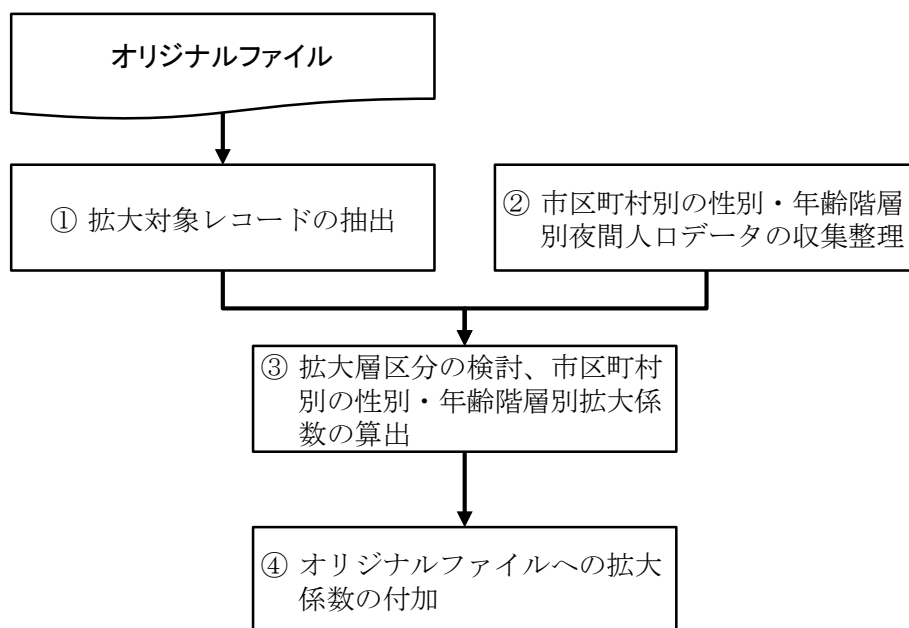 オリジナルファイル
① 拡大対象レコードの抽出
② 市区町村別の性別・年齢階層
別夜間人口データの収集整理
③ 拡大層区分の検討、市区町村
別の性別・年齢階層別拡大係
数の算出
④ オリジナルファイルへの拡大
係数の付加